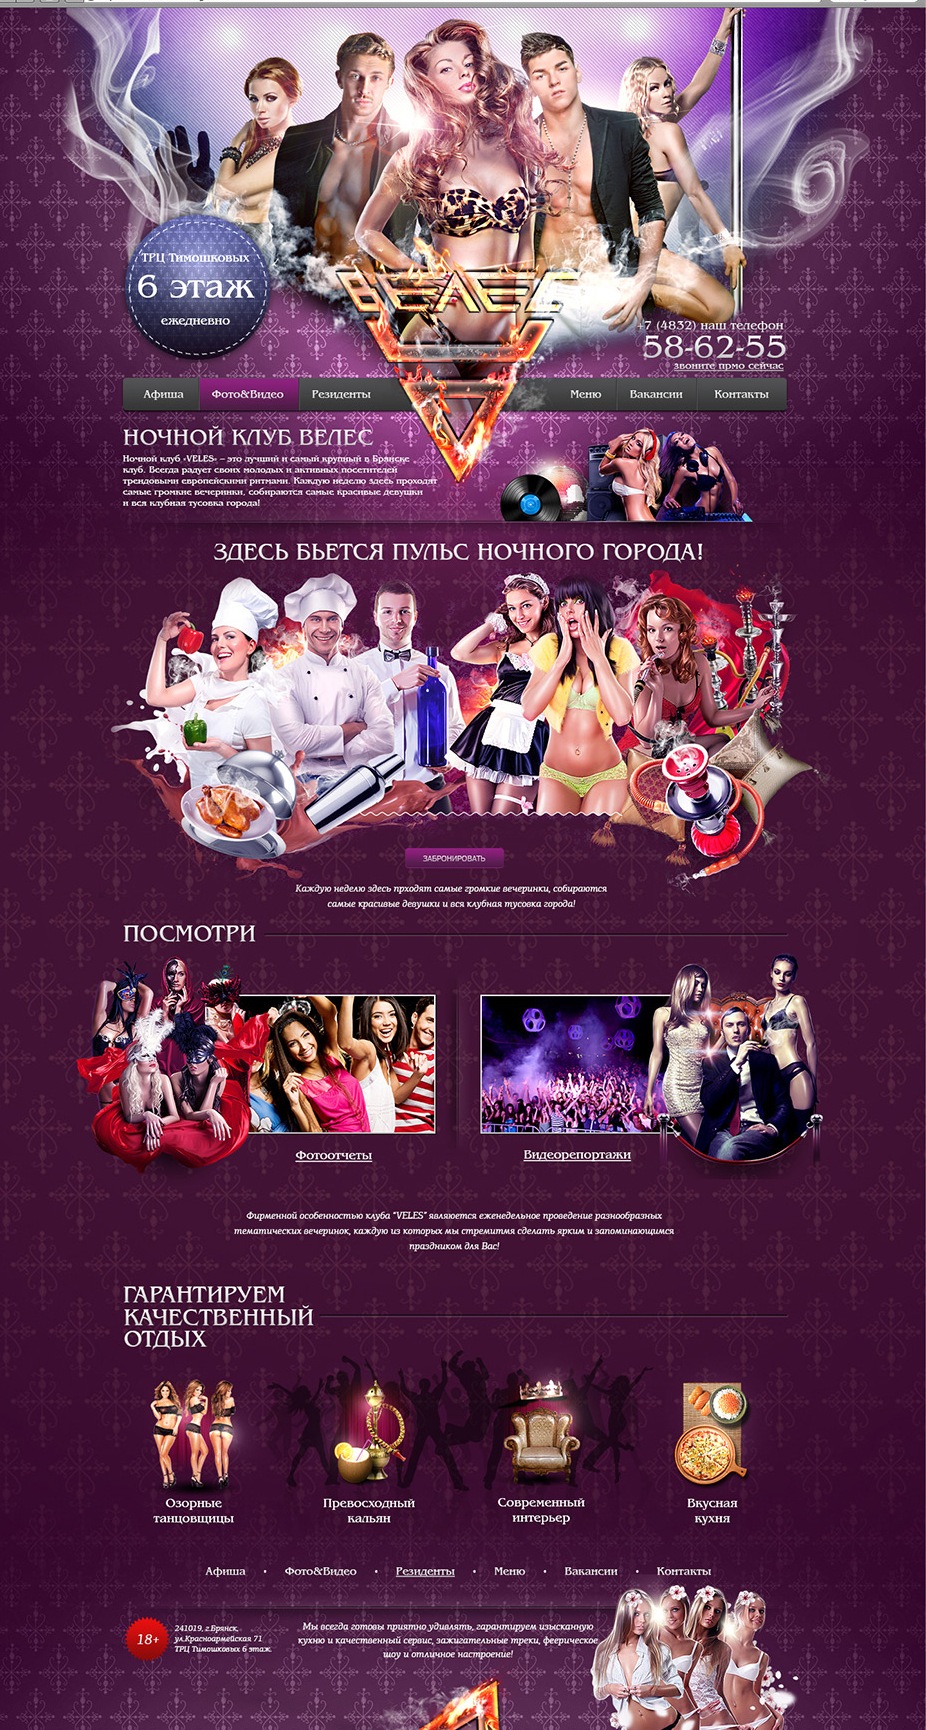 ТРЦ Тимошковых
6 этаж
ежедневно
ВЕЛЕС
+7 (4832) наш телефон
58-62-55
звоните прмо сейчас
Афиша
Фото&Видео
Резиденты
Меню
Вакансии
Контакты
НОЧНОЙ КЛУБ ВЕЛЕС
Ночной клуб «VELES» – это лучший и самый крупный в Брянске
клуб. Всегда радует своих молодых и активных посетителей
трендовыми европейскими ритмами. Каждую неделю здесь проходят
самые громкие вечеринки, собираются самые красивые девушки
и вся клубная тусовка города!
ЗДЕСЬ БЬЕТСЯ ПУЛЬС НОЧНОГО ГОРОДА!
ЗАБРОНИРОВАТЬ
Каждую неделю здесь прходят самые громкие вечеринки, собираются
самые красивые девушки и вся клубная тусовка города!
ПОСМОТРИ
Фотоотчеты
Видеорепортажи
Фирменной особенностью клуба "VELES" являюется еженедельное проведение разнообразных
тематических вечеринок, каждую из которых мы стремитмя сделать ярким и запоминающимся
праздником для Вас!
ГАРАНТИРУЕМ
КАЧЕСТВЕННЫЙ
ОТДЫХ
Озорные
танцовщицы
Превосходный
кальян
Современный
интерьер
Вкусная
кухня
Афиша • Фото&Видео • Резиденты • Меню • Вакансии • Контакты
18+
241019, г.Брянск,
ул.Красноармейская 71
ТРЦ Тимошковых 6 этаж
Мы всегда готовы приятно удивлять, гарантируем изысканную
кухню и качественный сервис, зажигательные треки, феерическое
шоу и отличное настроение!